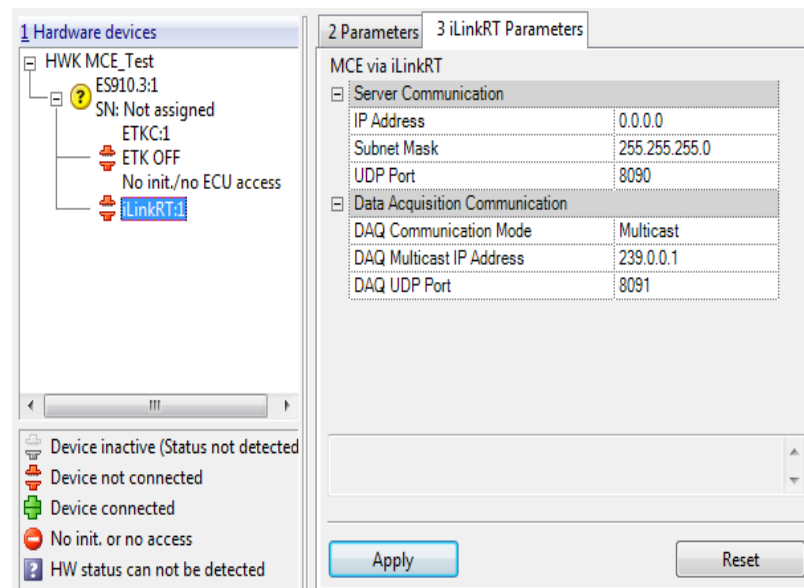 1 Hardware devices
HWK MCE_Test
ES910.3:1
SN: Not assigned
ETKC:1
ETK OFF
No init./no ECU access
iLinkRT:1
Device inactive (Status not detected
Device not connected
Device connected
No init. or no access
HW status can not be detected
2 Parameters
3 iLinkRT Parameters
MCE via iLinkRT
Server Communication
IP Address 0.0.0.0
Subnet Mask 255.255.255.0
UDP Port 8090
Data Acquisition Communication
DAQ Communication Mode Multicast
DAQ Multicast IP Address 239.0.0.1
DAQ UDP Port 8091
Apply
Reset